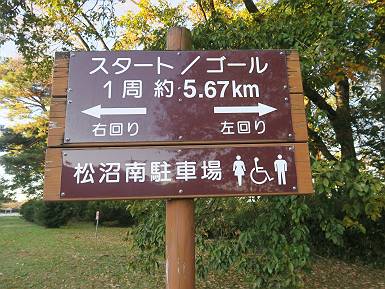 スタート／ゴール
1周 約 5.67km
右回り 左回り
松沼南駐車場